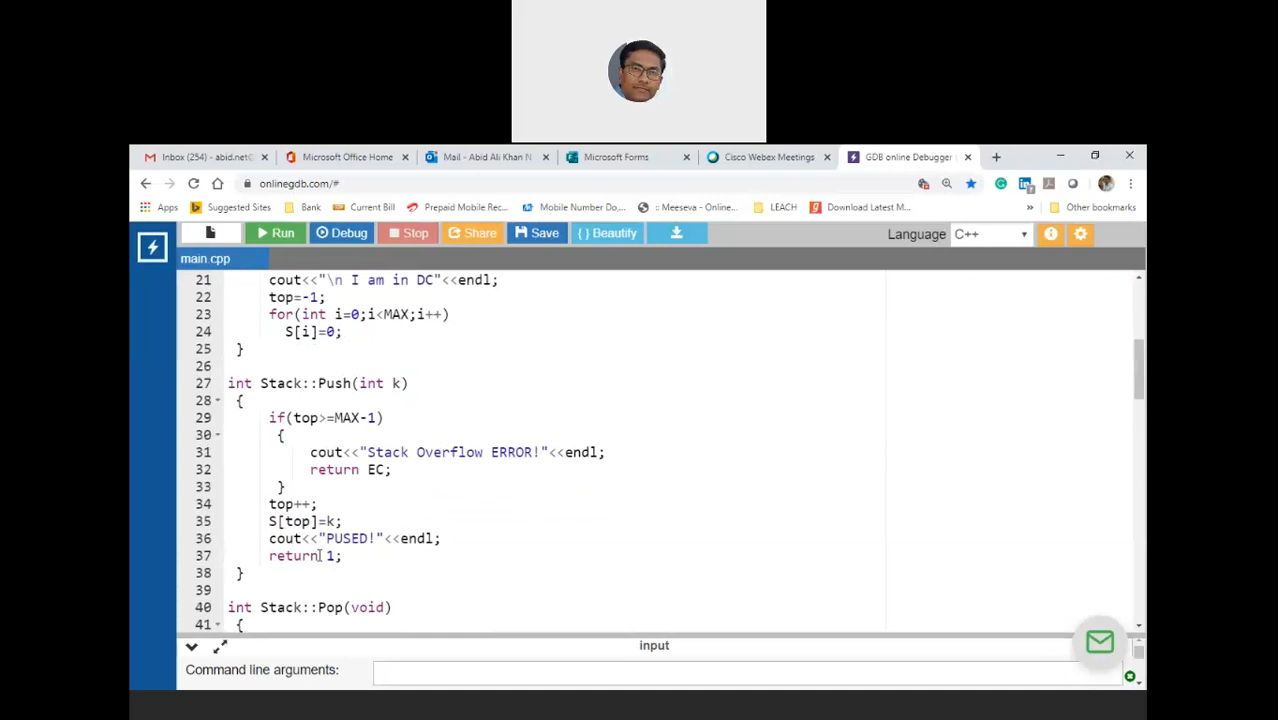 Inbox (254) - abid.net@
Microsoft Office Home
Mail - Abid Ali Khan N
Microsoft Forms
Cisco Webex Meetings
GDB online Debugger
onlinegdb.com/#
Apps
Suggested Sites
Bank
Current Bill
Prepaid Mobile Rec...
Mobile Number Do,...
:: Meeseva - Online...
LEACH
Download Latest M...
»
Other bookmarks
Run
Debug
Stop
Share
Save
{ } Beautify
Language
C++
main.cpp
21 cout<<"\n I am in DC"<<endl;
22 top=-1;
23 for(int i=0;i<MAX;i++)
24 S[i]=0;
25 }
26
27 int Stack::Push(int k)
28 {
29 if(top>=MAX-1)
30 {
31 cout<<"Stack Overflow ERROR!"<<endl;
32 return EC;
33 }
34 top++;
35 S[top]=k;
36 cout<<"PUSED!"<<endl;
37 return 1;
38 }
39
40 int Stack::Pop(void)
41 {
input
Command line arguments: